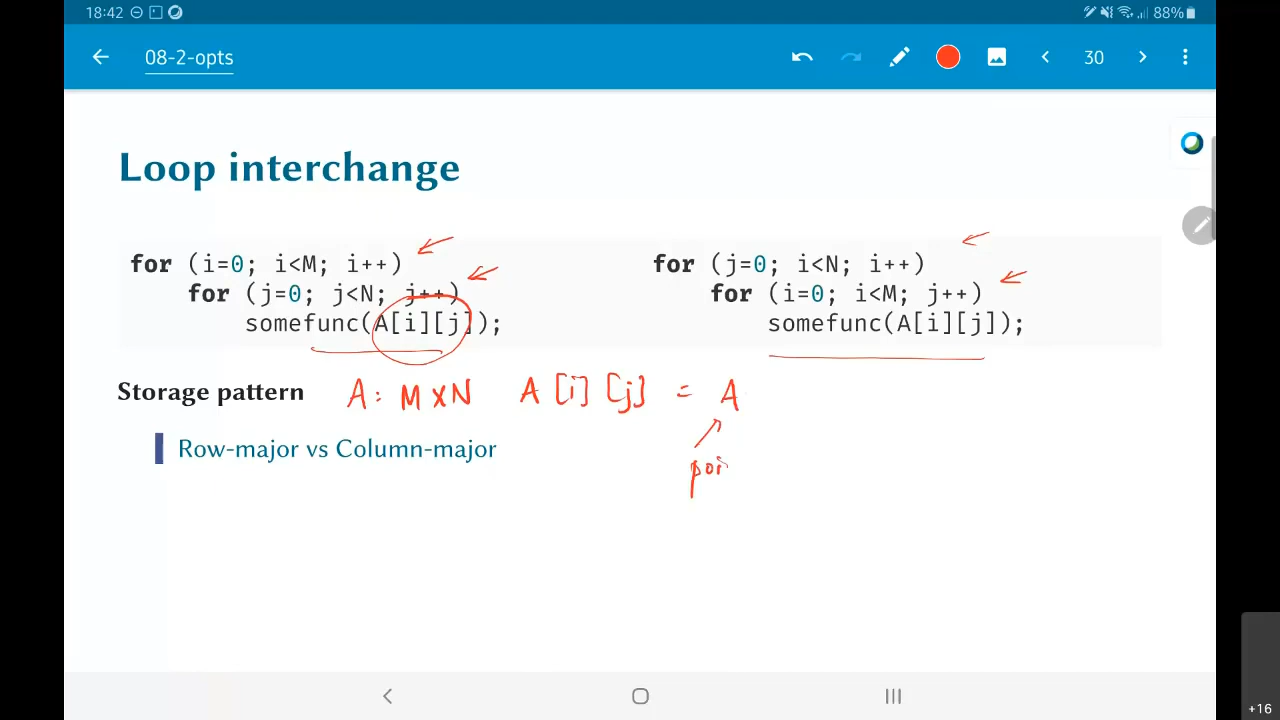 18:42 88%
08-2-opts 30
Loop interchange
for (i=0; i<M; i++)
for (j=0; j<N; j++)
somefunc(A[i][j]);
for (j=0; i<N; i++)
for (i=0; i<M; j++)
somefunc(A[i][j]);
Storage pattern A: M×N A[i][j] = A
Row-major vs Column-major
poi
+16